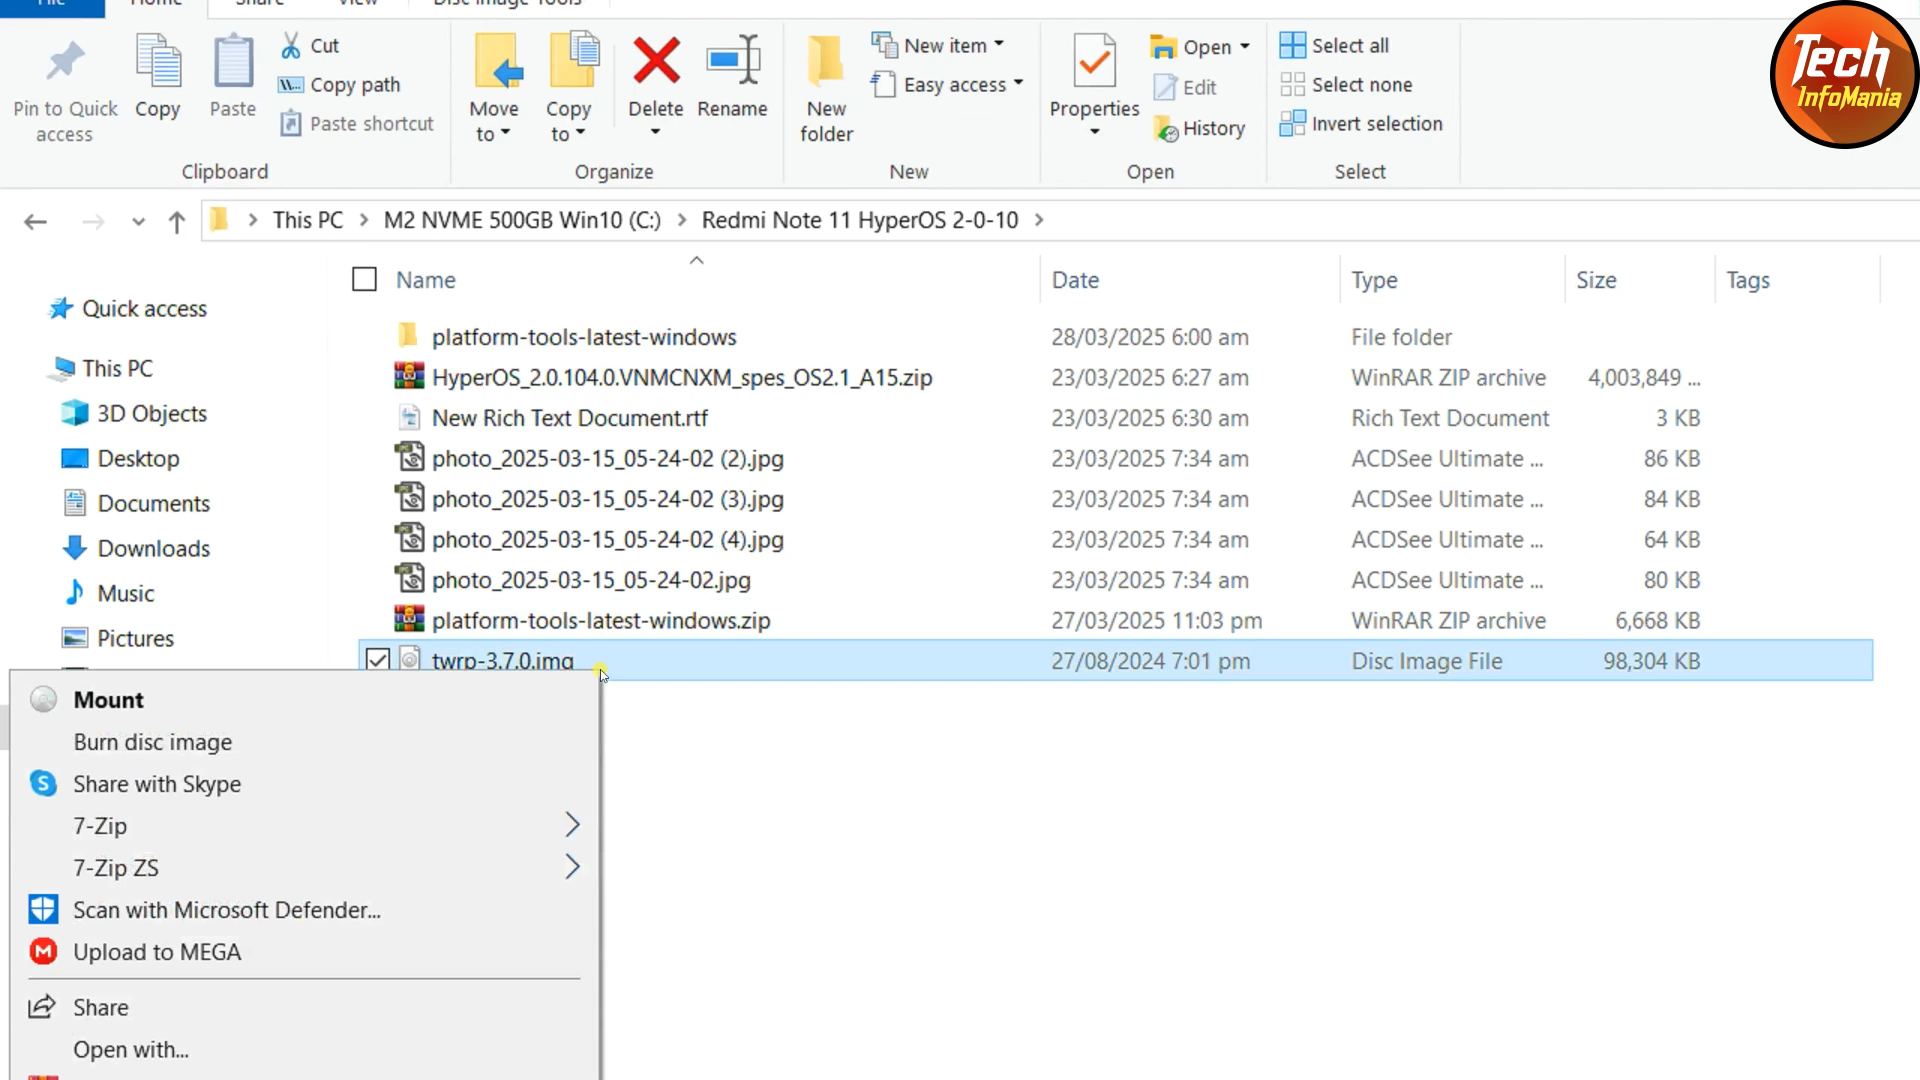 File Home Share View Disc Image Tools
Pin to Quick access
Copy
Paste
Cut
Copy path
Paste shortcut
Clipboard
Move to
Copy to
Delete
Rename
Organize
New folder
New item
Easy access
New
Properties
Open
Edit
History
Open
Select all
Select none
Invert selection
Select
Tech
InfoMania
This PC > M2 NVME 500GB Win10 (C:) > Redmi Note 11 HyperOS 2-0-10 >
Name Date Type Size Tags
Quick access
This PC
3D Objects
Desktop
Documents
Downloads
Music
Pictures
platform-tools-latest-windows 28/03/2025 6:00 am File folder
HyperOS_2.0.104.0.VNMCNXM_spes_OS2.1_A15.zip 23/03/2025 6:27 am WinRAR ZIP archive 4,003,849 ...
New Rich Text Document.rtf 23/03/2025 6:30 am Rich Text Document 3 KB
photo_2025-03-15_05-24-02 (2).jpg 23/03/2025 7:34 am ACDSee Ultimate ... 86 KB
photo_2025-03-15_05-24-02 (3).jpg 23/03/2025 7:34 am ACDSee Ultimate ... 84 KB
photo_2025-03-15_05-24-02 (4).jpg 23/03/2025 7:34 am ACDSee Ultimate ... 64 KB
photo_2025-03-15_05-24-02.jpg 23/03/2025 7:34 am ACDSee Ultimate ... 80 KB
platform-tools-latest-windows.zip 27/03/2025 11:03 pm WinRAR ZIP archive 6,668 KB
twrp-3.7.0.img 27/08/2024 7:01 pm Disc Image File 98,304 KB
Mount
Burn disc image
Share with Skype
7-Zip
7-Zip ZS
Scan with Microsoft Defender...
Upload to MEGA
Share
Open with...